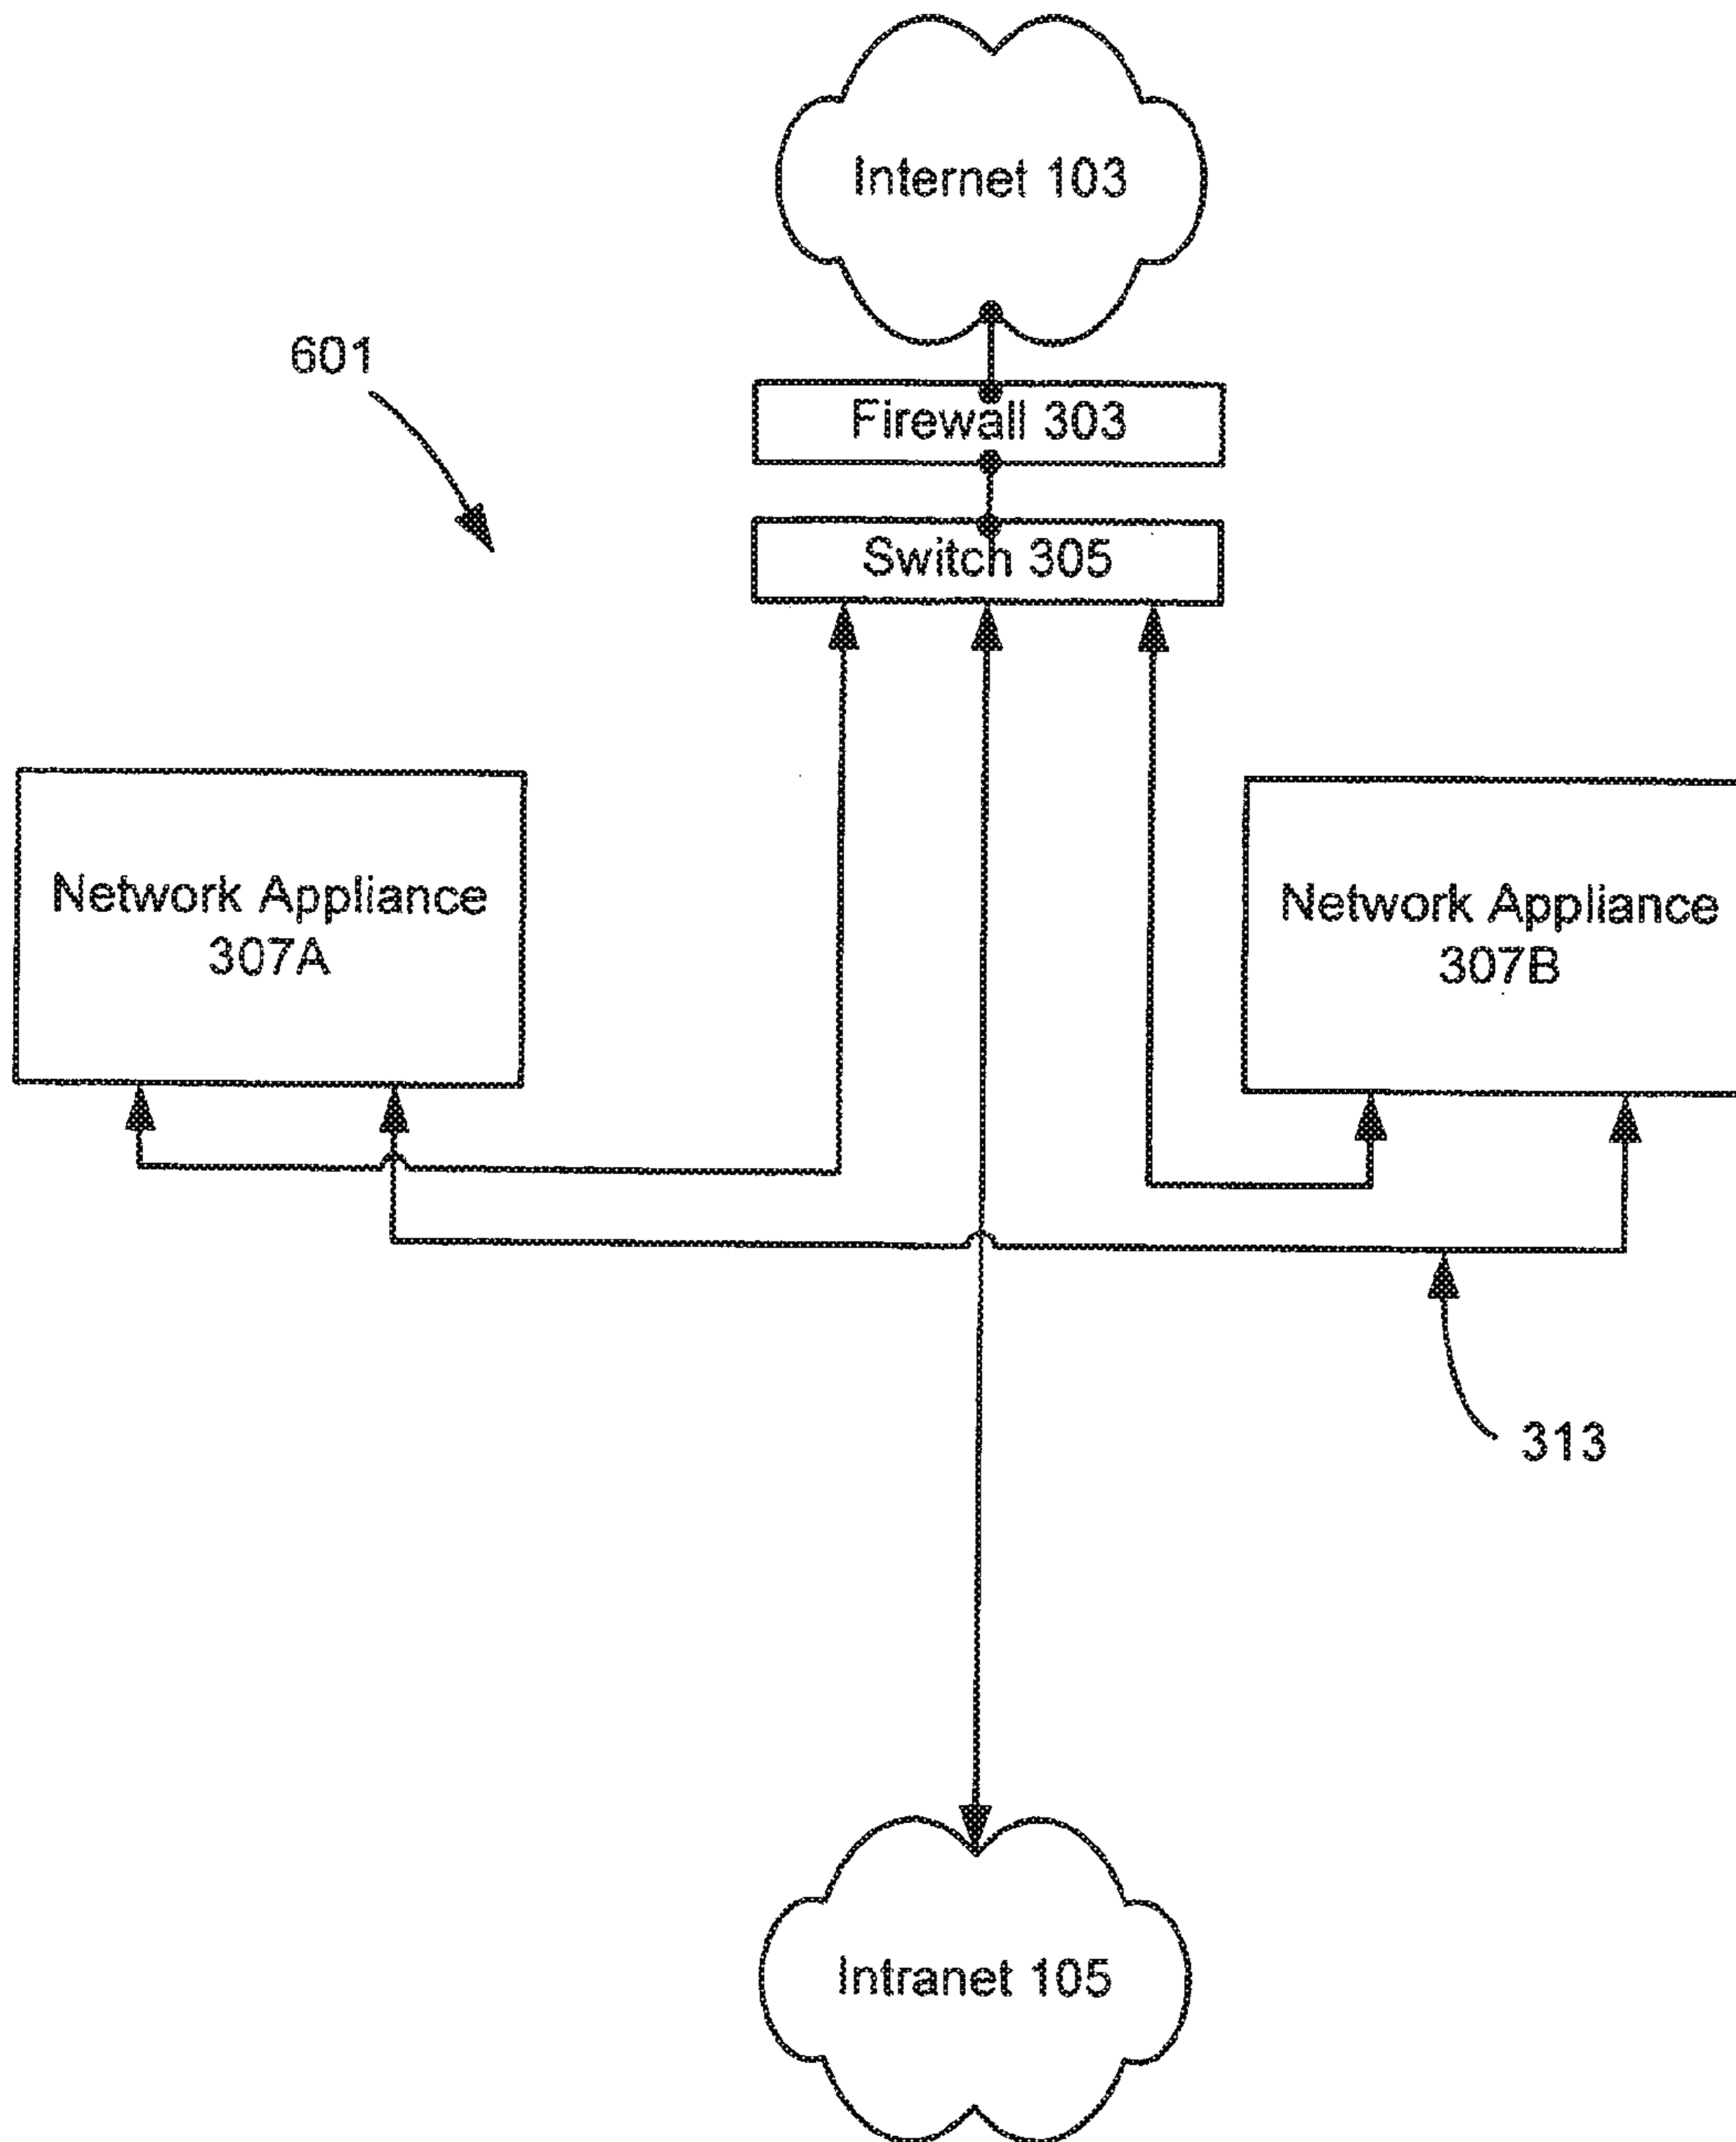 Internet 103
601
Firewall 303
Switch 305
Network Appliance
307A
Network Appliance
307B
313
Intranet 105